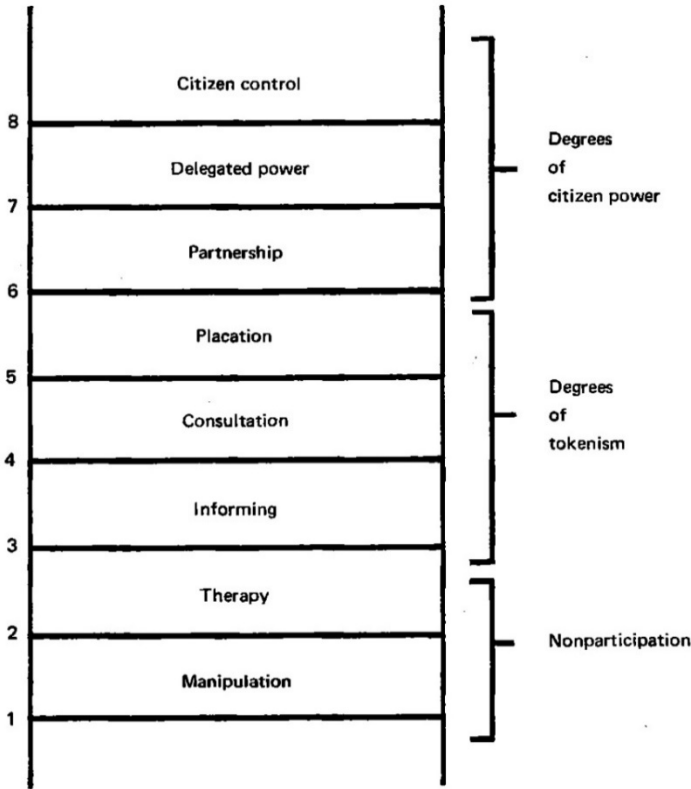 Citizen control
8
Delegated power
7
Partnership
6
Placation
5
Consultation
4
Informing
3
Therapy
2
Manipulation
1
Degrees
of
citizen power
Degrees
of
tokenism
Nonparticipation